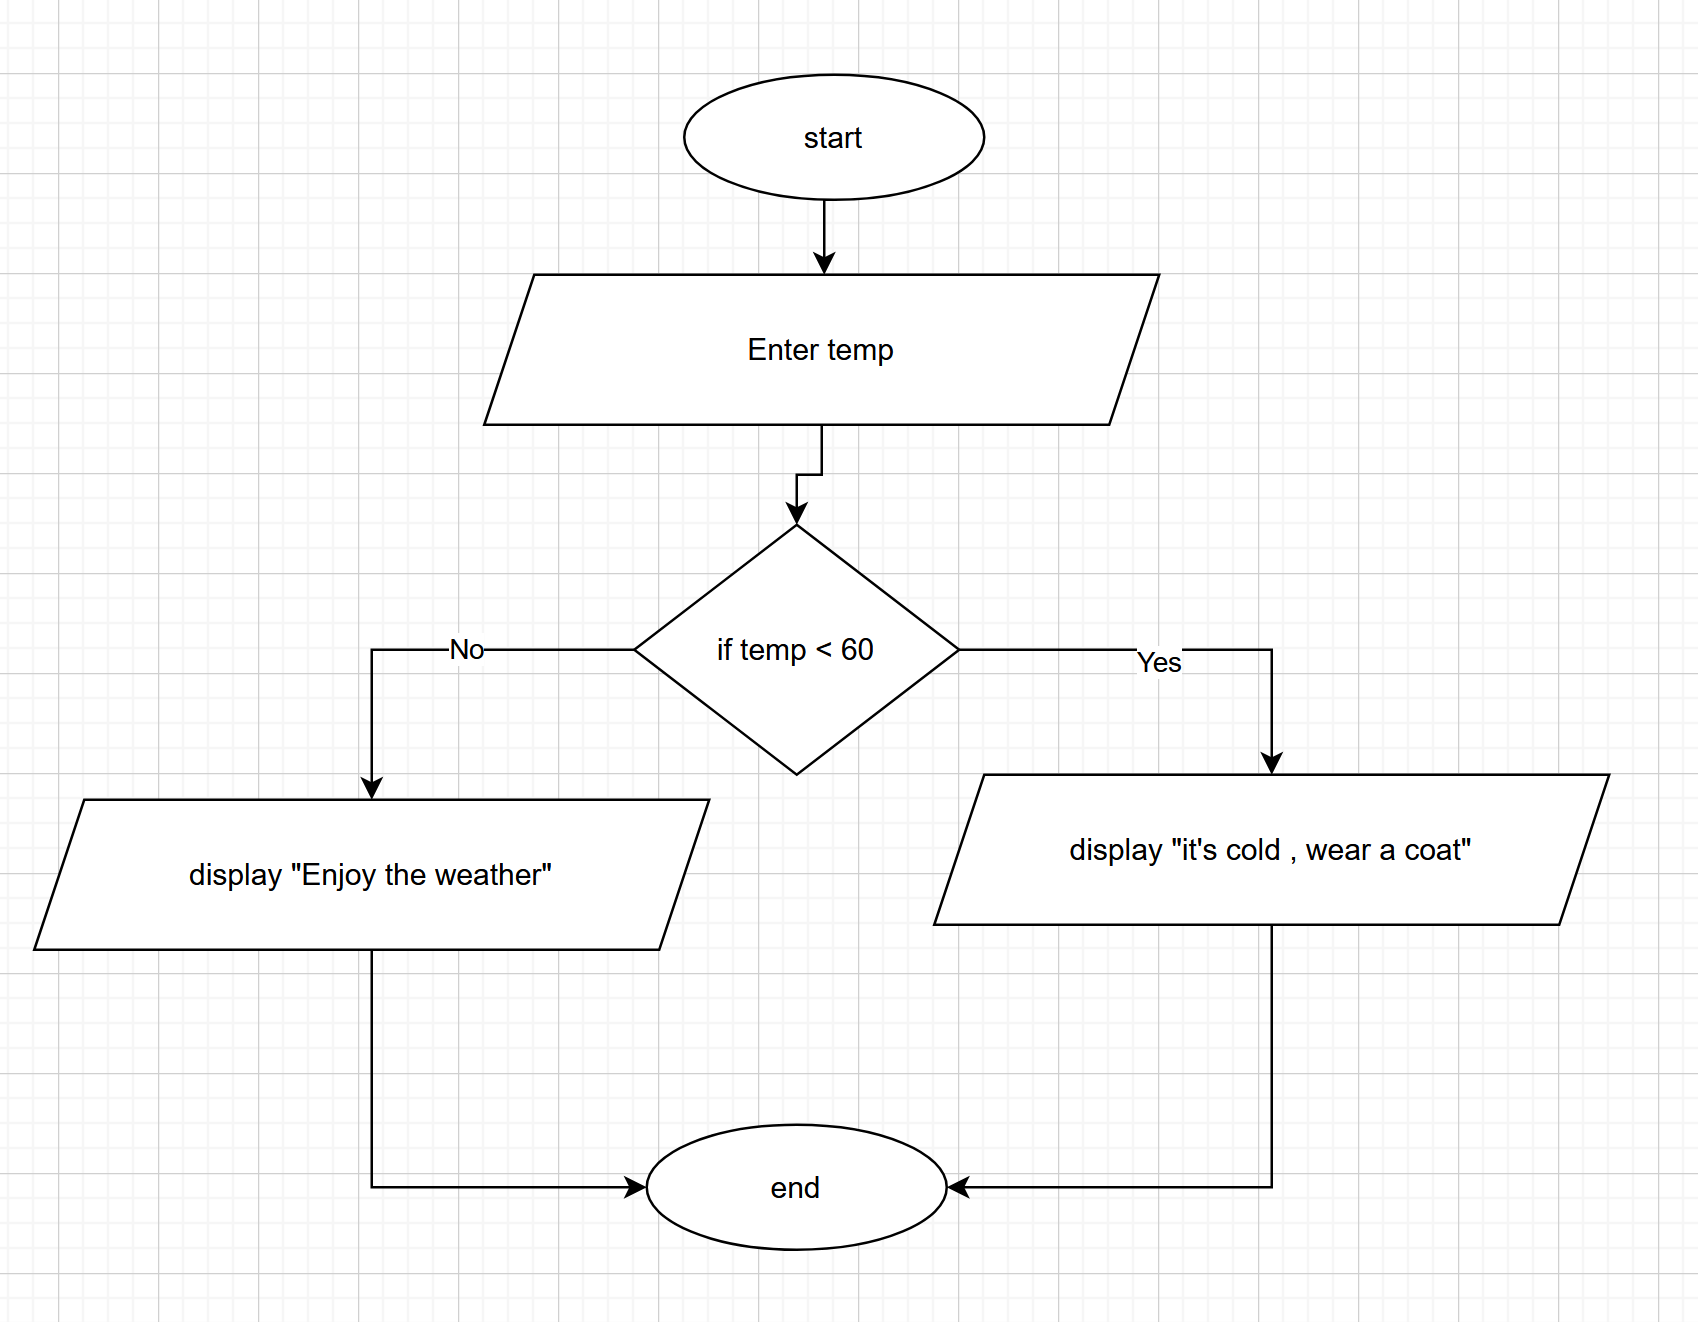 start
Enter temp
if temp < 60
No
Yes
display "it's cold , wear a coat"
display "Enjoy the weather"
end